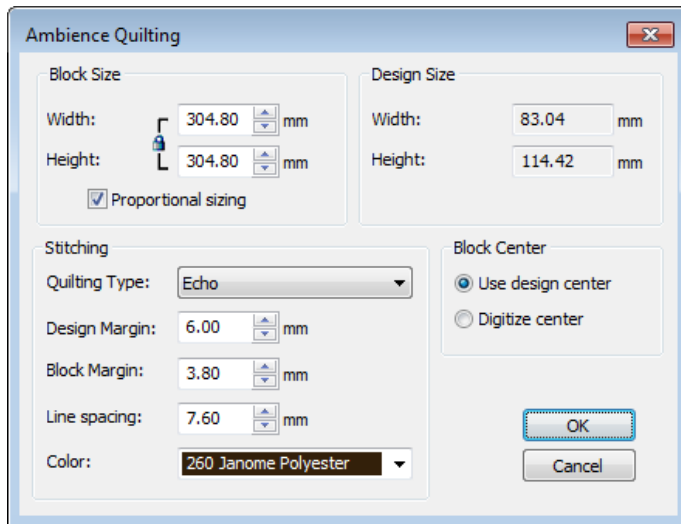 Ambience Quilting
Block Size
Width: 304.80 mm
Height: 304.80 mm
Proportional sizing
Design Size
Width: 83.04 mm
Height: 114.42 mm
Stitching
Quilting Type: Echo
Design Margin: 6.00 mm
Block Margin: 3.80 mm
Line spacing: 7.60 mm
Color: 260 Janome Polyester
Block Center
Use design center
Digitize center
OK
Cancel